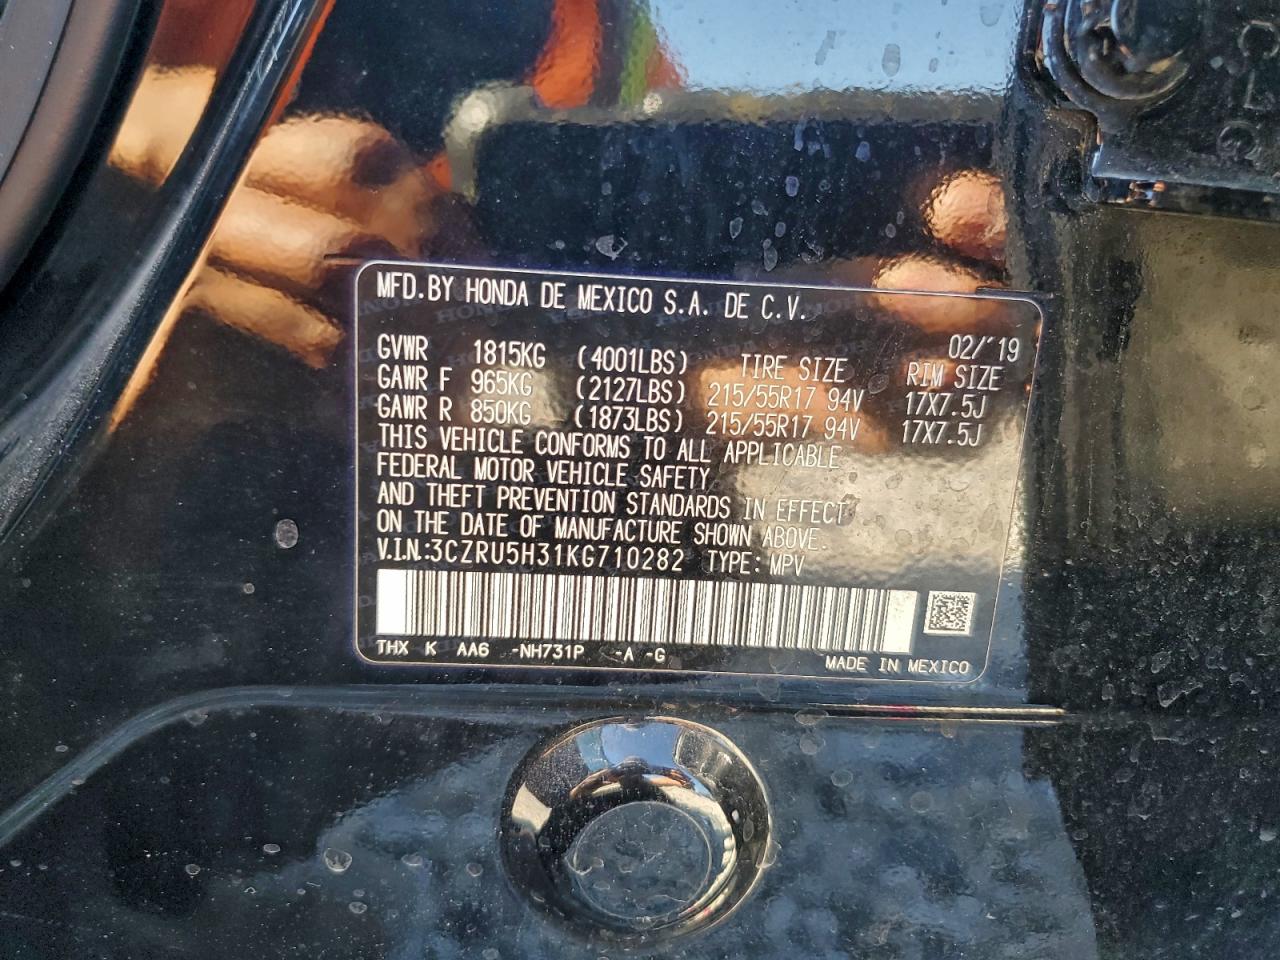 MFD.BY HONDA DE MEXICO S.A. DE C.V.
02/'19
GVWR 1815KG (4001LBS) TIRE SIZE RIM SIZE
GAWR F 965KG (2127LBS) 215/55R17 94V 17X7.5J
GAWR R 850KG (1873LBS) 215/55R17 94V 17X7.5J
THIS VEHICLE CONFORMS TO ALL APPLICABLE
FEDERAL MOTOR VEHICLE SAFETY
AND THEFT PREVENTION STANDARDS IN EFFECT
ON THE DATE OF MANUFACTURE SHOWN ABOVE.
V.I.N.:3CZRU5H31KG710282 TYPE: MPV
THX K AA6 -NH731P -A -G
MADE IN MEXICO